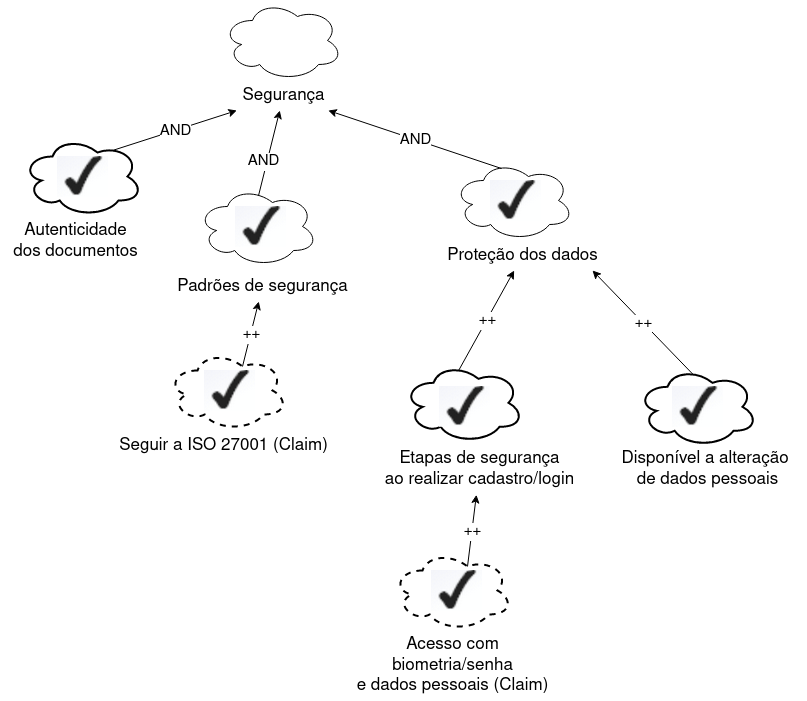 Segurança
AND
AND
AND
Autenticidade
dos documentos
Padrões de segurança
Proteção dos dados
++
++
++
Seguir a ISO 27001 (Claim)
Etapas de segurança
ao realizar cadastro/login
Disponível a alteração
de dados pessoais
++
Acesso com
biometria/senha
e dados pessoais (Claim)